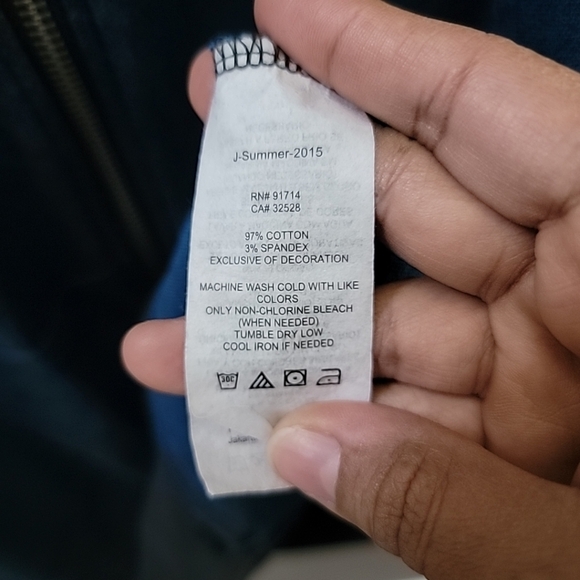 J-Summer-2015
RN# 91714
CA# 32528
97% COTTON
3% SPANDEX
EXCLUSIVE OF DECORATION
MACHINE WASH COLD WITH LIKE
COLORS
ONLY NON-CHLORINE BLEACH
(WHEN NEEDED)
TUMBLE DRY LOW
COOL IRON IF NEEDED
30C